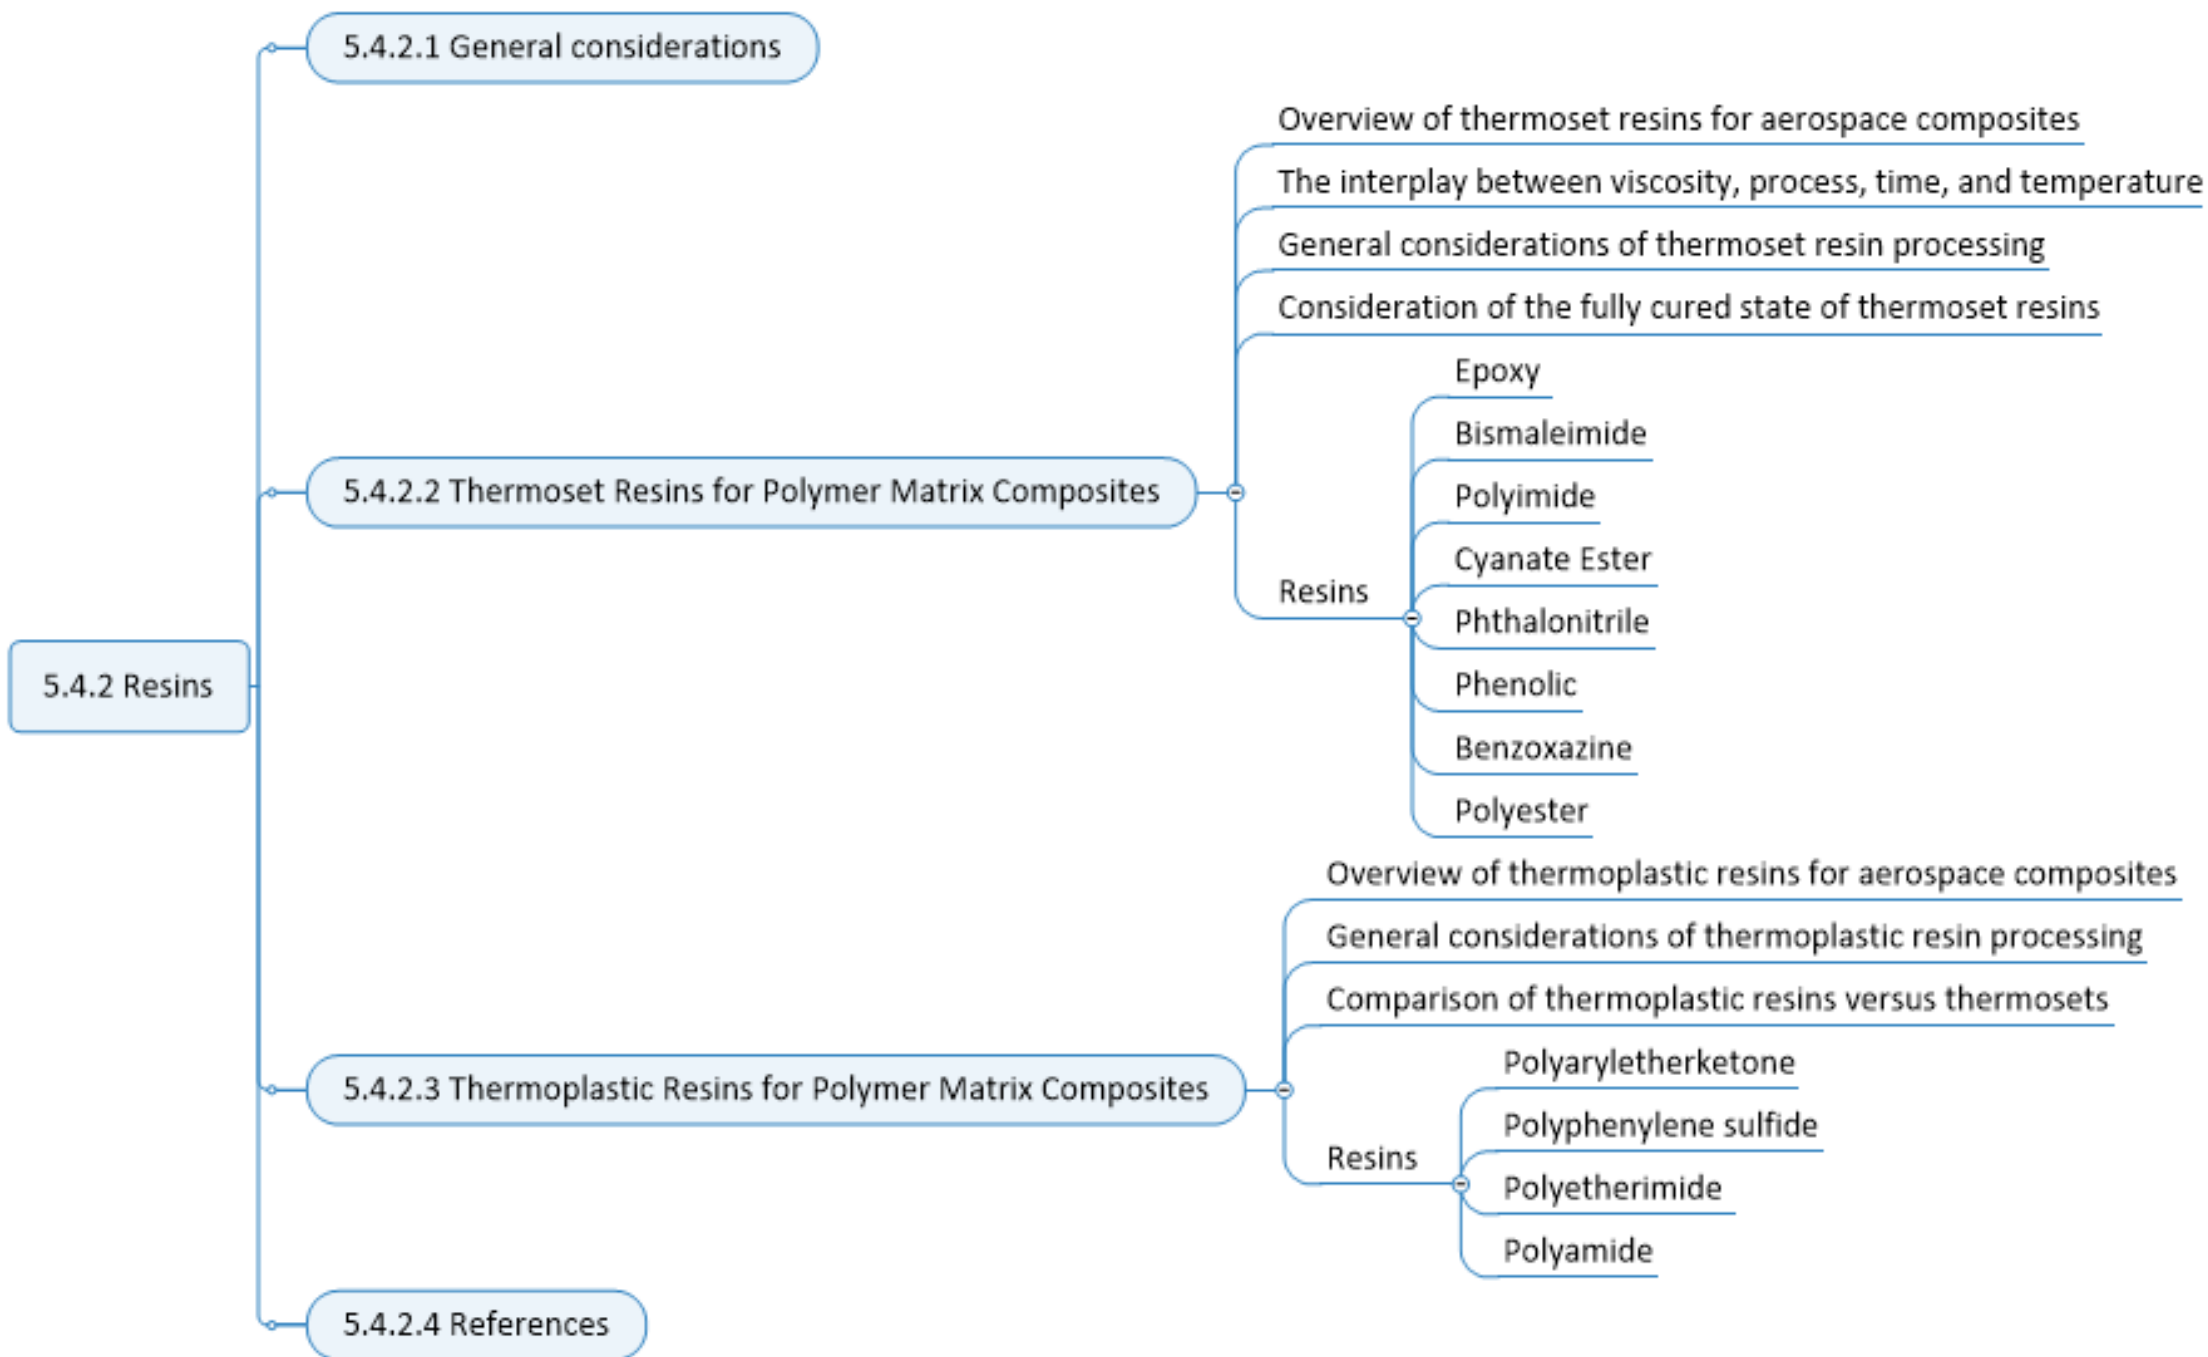 5.4.2 Resins
5.4.2.1 General considerations
5.4.2.2 Thermoset Resins for Polymer Matrix Composites
Overview of thermoset resins for aerospace composites
The interplay between viscosity, process, time, and temperature
General considerations of thermoset resin processing
Consideration of the fully cured state of thermoset resins
Resins
Epoxy
Bismaleimide
Polyimide
Cyanate Ester
Phthalonitrile
Phenolic
Benzoxazine
Polyester
5.4.2.3 Thermoplastic Resins for Polymer Matrix Composites
Overview of thermoplastic resins for aerospace composites
General considerations of thermoplastic resin processing
Comparison of thermoplastic resins versus thermosets
Resins
Polyaryletherketone
Polyphenylene sulfide
Polyetherimide
Polyamide
5.4.2.4 References